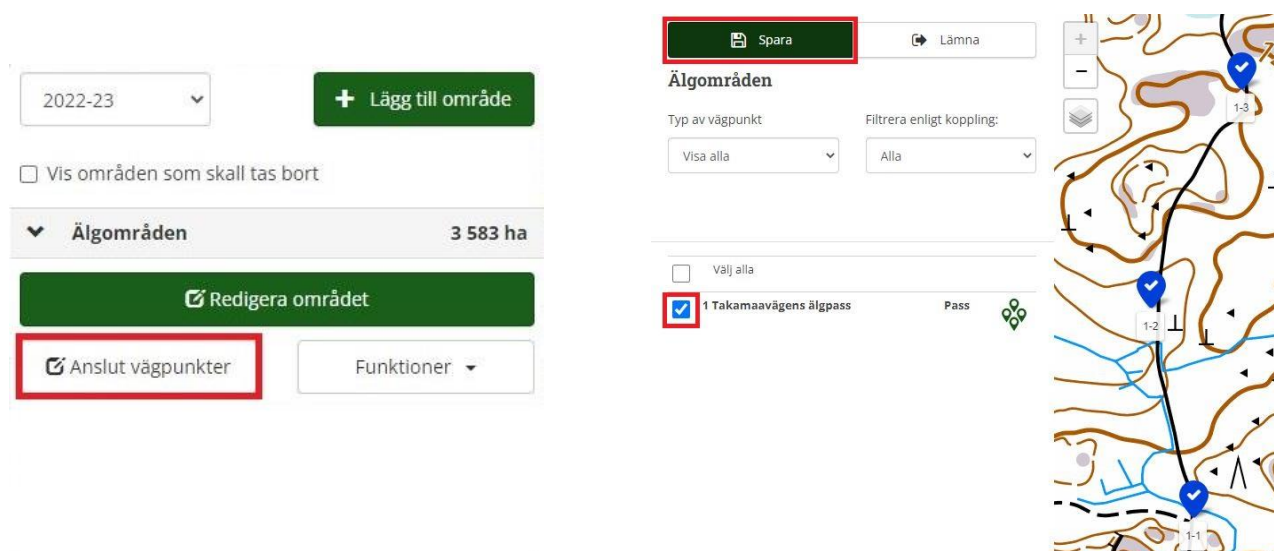 2022-23
+ Lägg till område
Vis områden som skall tas bort
Älgområden 3 583 ha
Redigera området
Anslut vägpunkter Funktioner
Spara Lämna
Älgområden
Typ av vägpunkt Filtrera enligt koppling:
Visa alla Alla
Välj alla
1 Takamaavägens älgpass Pass
+
-
1-3
1-2
1-1